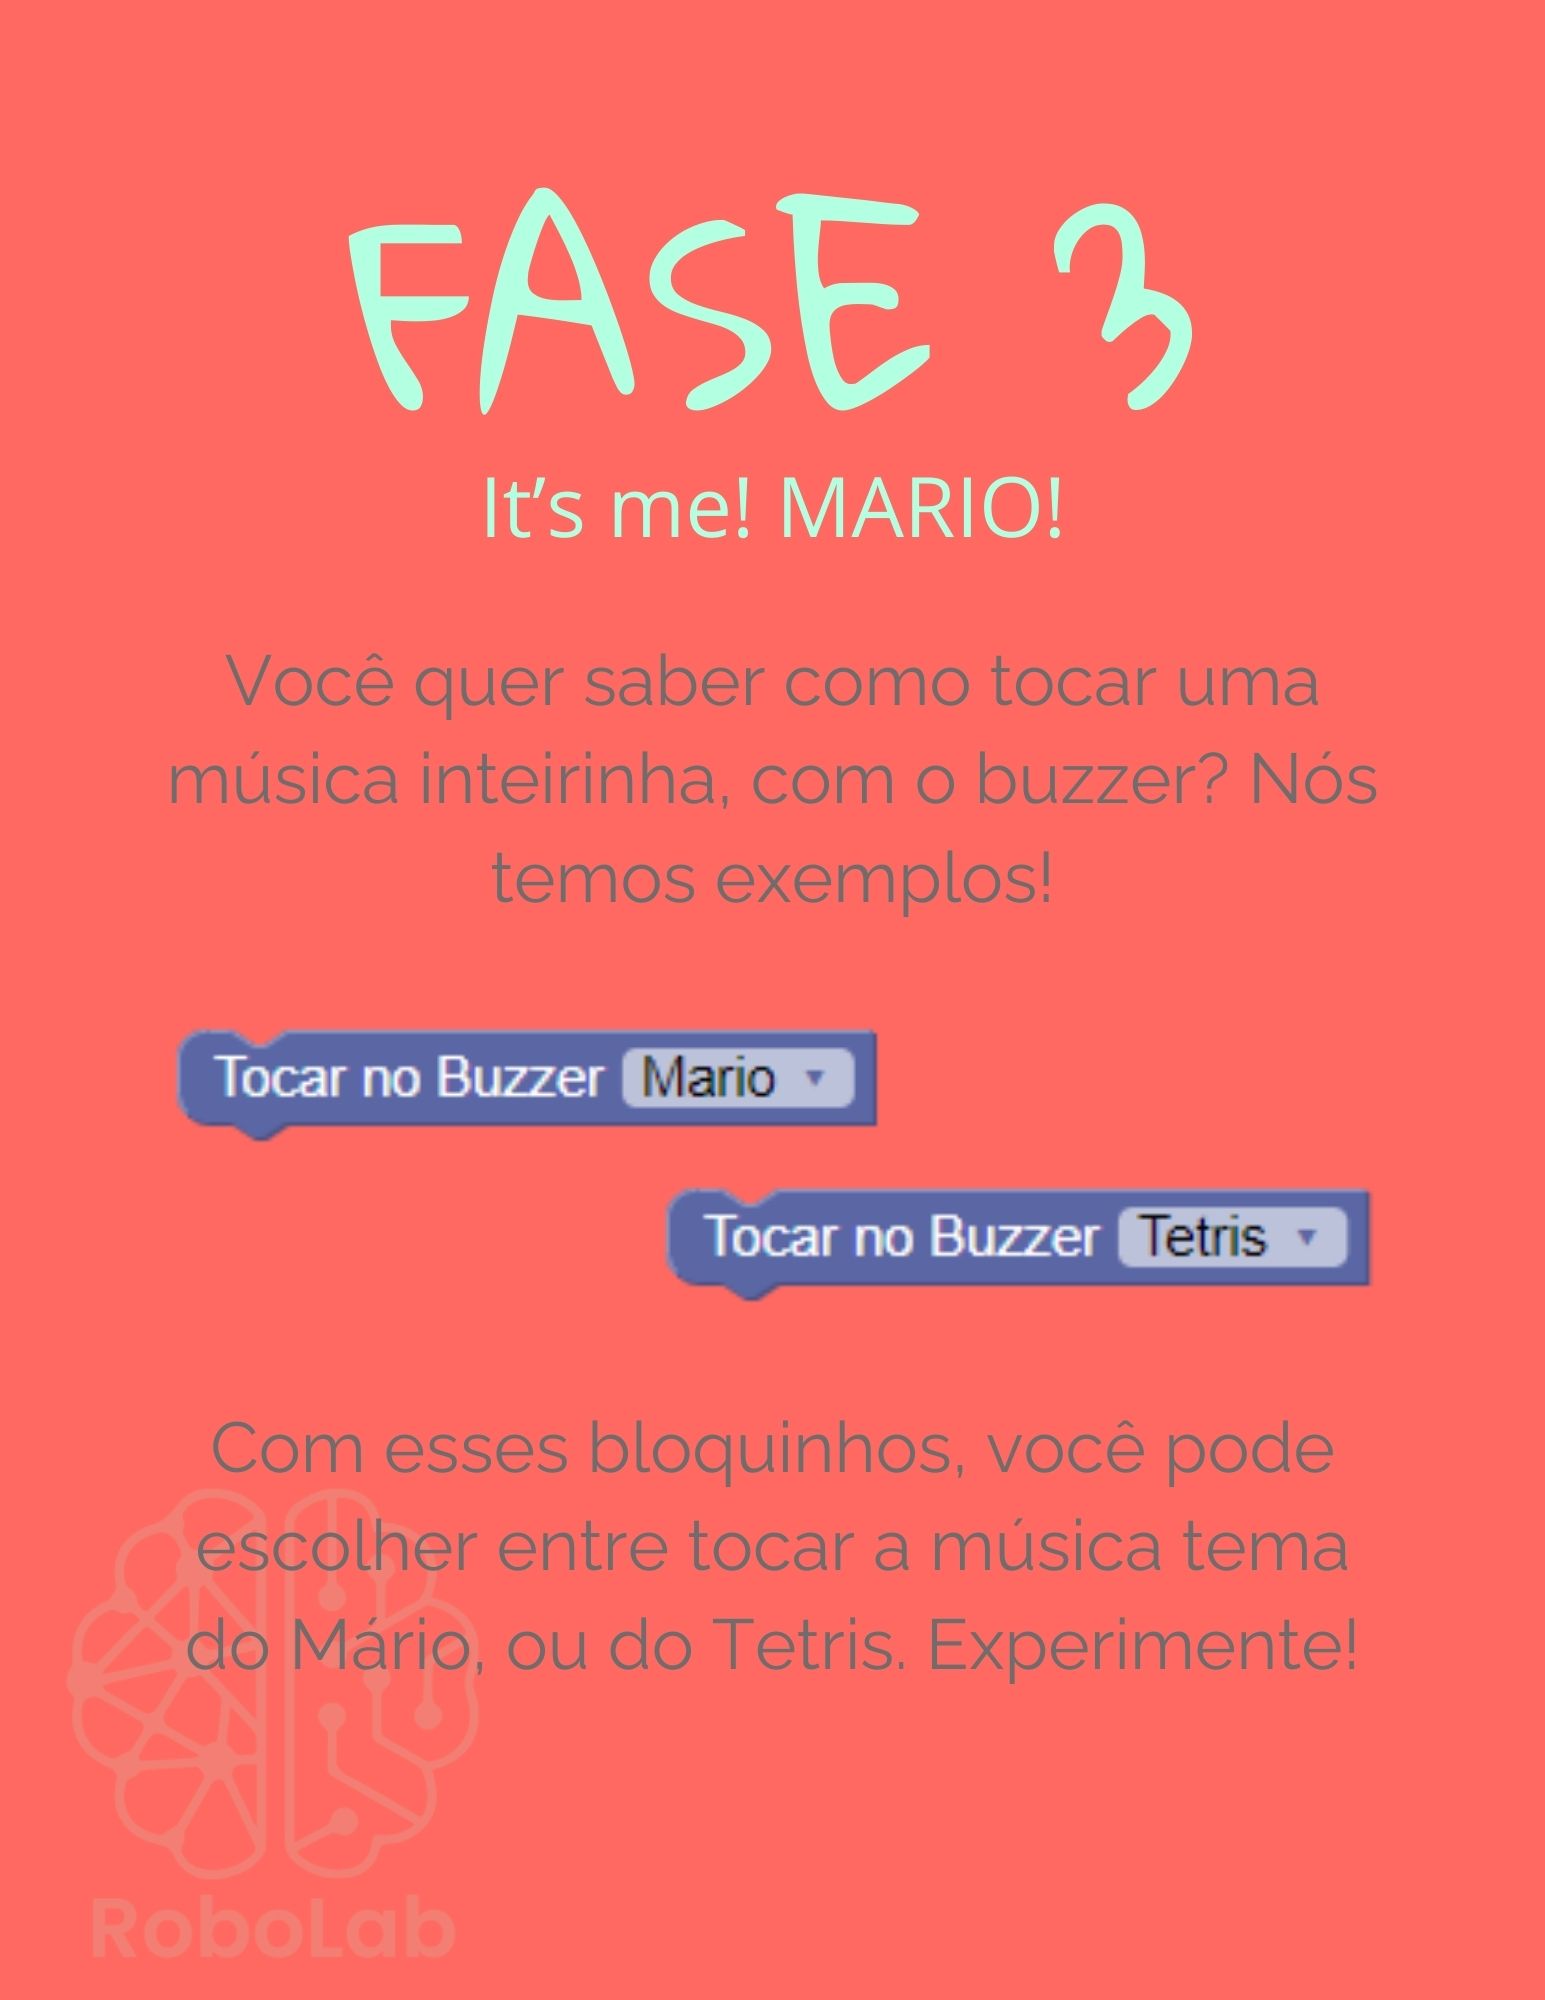 FASE 3
It’s me! MARIO!
Você quer saber como tocar uma
música inteirinha, com o buzzer? Nós
temos exemplos!
Tocar no Buzzer Mario
Tocar no Buzzer Tetris
Com esses bloquinhos, você pode
escolher entre tocar a música tema
do Mário, ou do Tetris. Experimente!
RoboLab